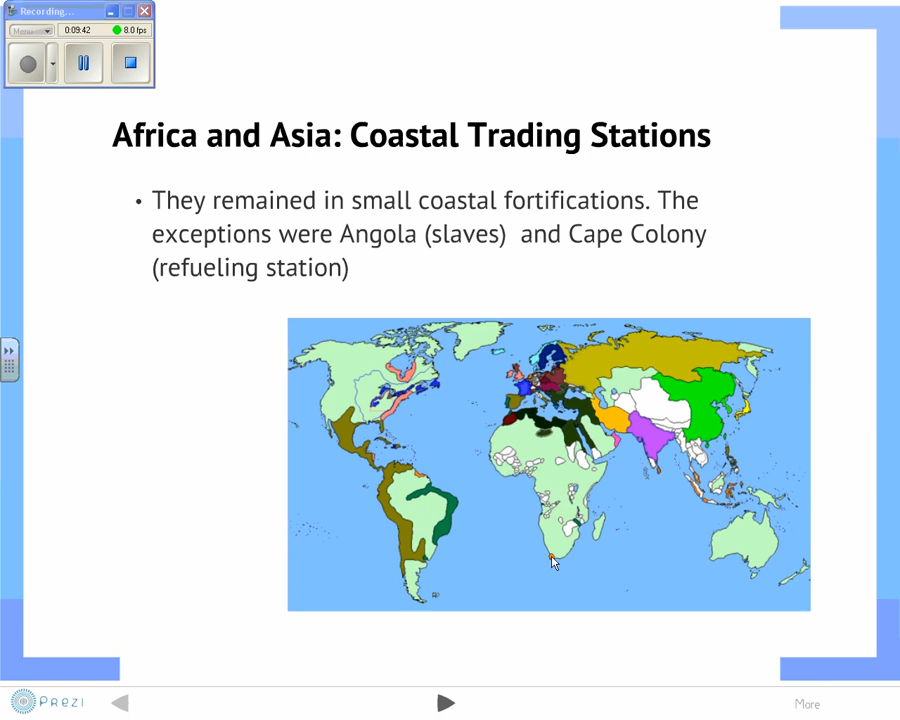 Recording...
0:09:42
8.0 fps
Africa and Asia: Coastal Trading Stations
• They remained in small coastal fortifications. The
exceptions were Angola (slaves)  and Cape Colony
(refueling station)
PREZI
More